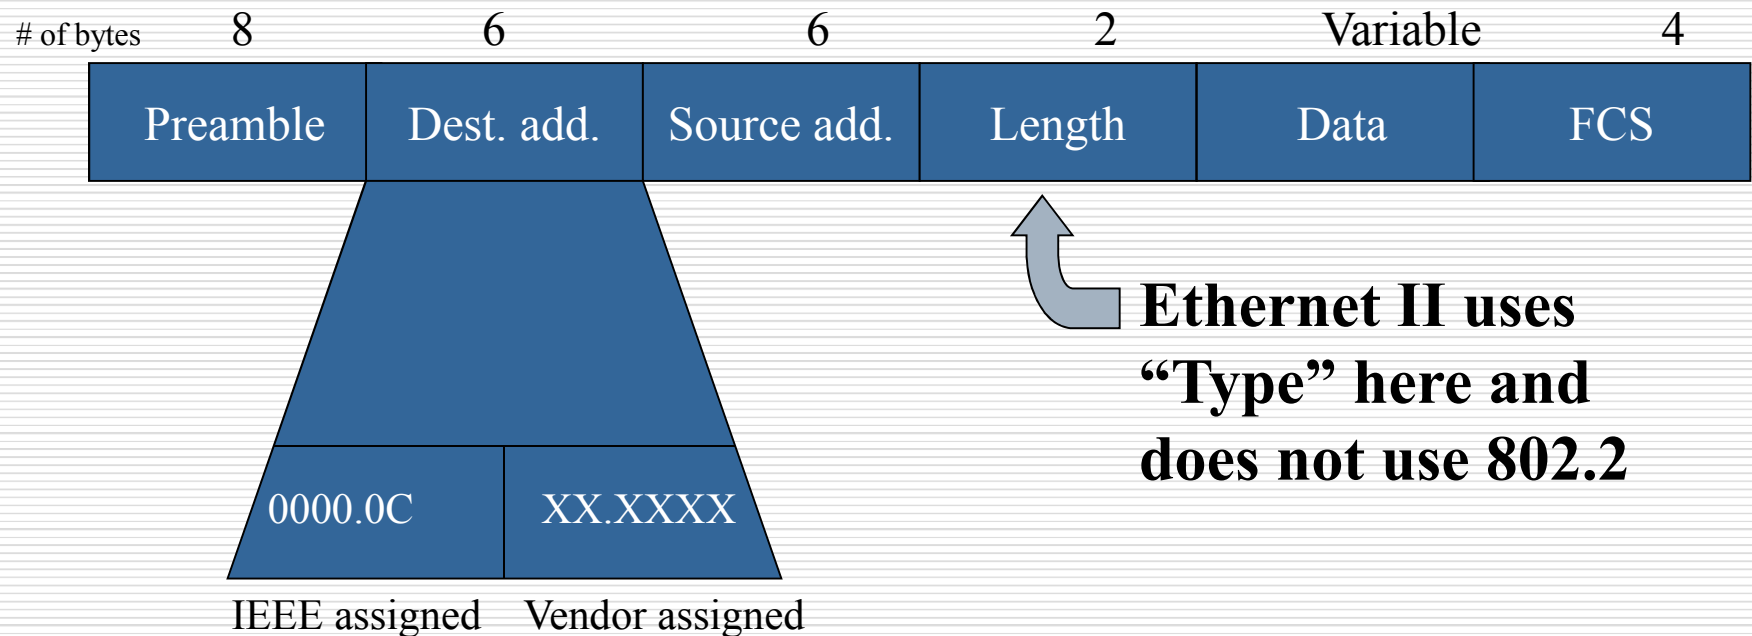 # of bytes 8 6 6 2 Variable 4
Preamble Dest. add. Source add. Length Data FCS
Ethernet II uses
“Type” here and
does not use 802.2
0000.0C XX.XXXX
IEEE assigned Vendor assigned